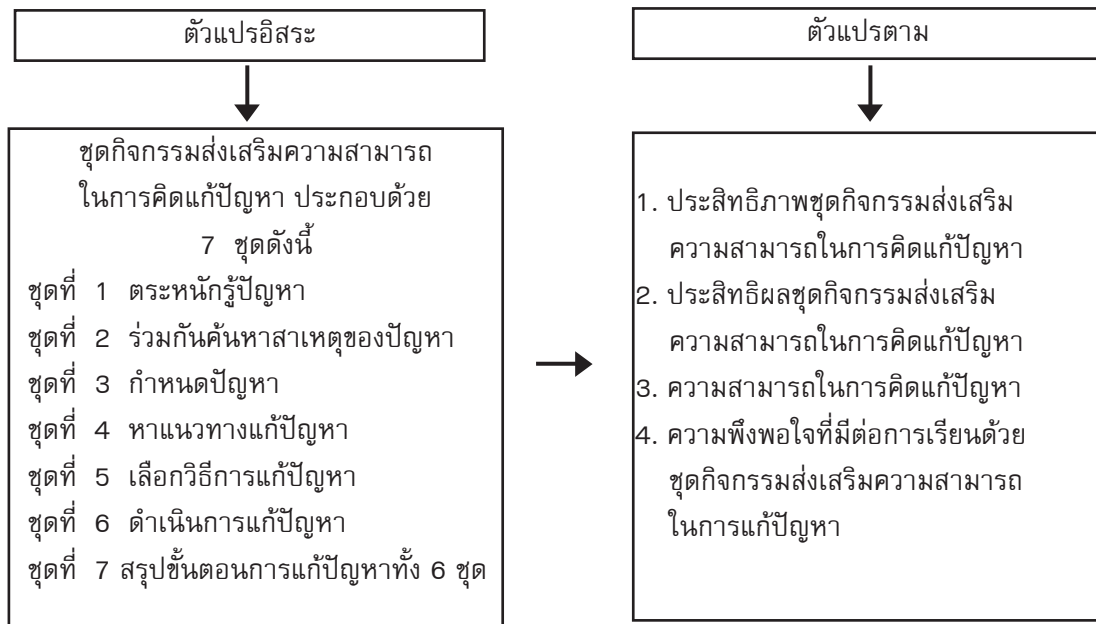 ตัวแปรอิสระ
ชุดกิจกรรมส่งเสริมความสามารถ
ในการคิดแก้ปัญหา ประกอบด้วย
7 ชุดดังนี้
ชุดที่ 1 ตระหนักรู้ปัญหา
ชุดที่ 2 ร่วมกันค้นหาสาเหตุของปัญหา
ชุดที่ 3 กำหนดปัญหา
ชุดที่ 4 หาแนวทางแก้ปัญหา
ชุดที่ 5 เลือกวิธีการแก้ปัญหา
ชุดที่ 6 ดำเนินการแก้ปัญหา
ชุดที่ 7 สรุปขั้นตอนการแก้ปัญหาทั้ง 6 ชุด
ตัวแปรตาม
1. ประสิทธิภาพชุดกิจกรรมส่งเสริม
ความสามารถในการคิดแก้ปัญหา
2. ประสิทธิผลชุดกิจกรรมส่งเสริม
ความสามารถในการคิดแก้ปัญหา
3. ความสามารถในการคิดแก้ปัญหา
4. ความพึงพอใจที่มีต่อการเรียนด้วย
ชุดกิจกรรมส่งเสริมความสามารถ
ในการแก้ปัญหา